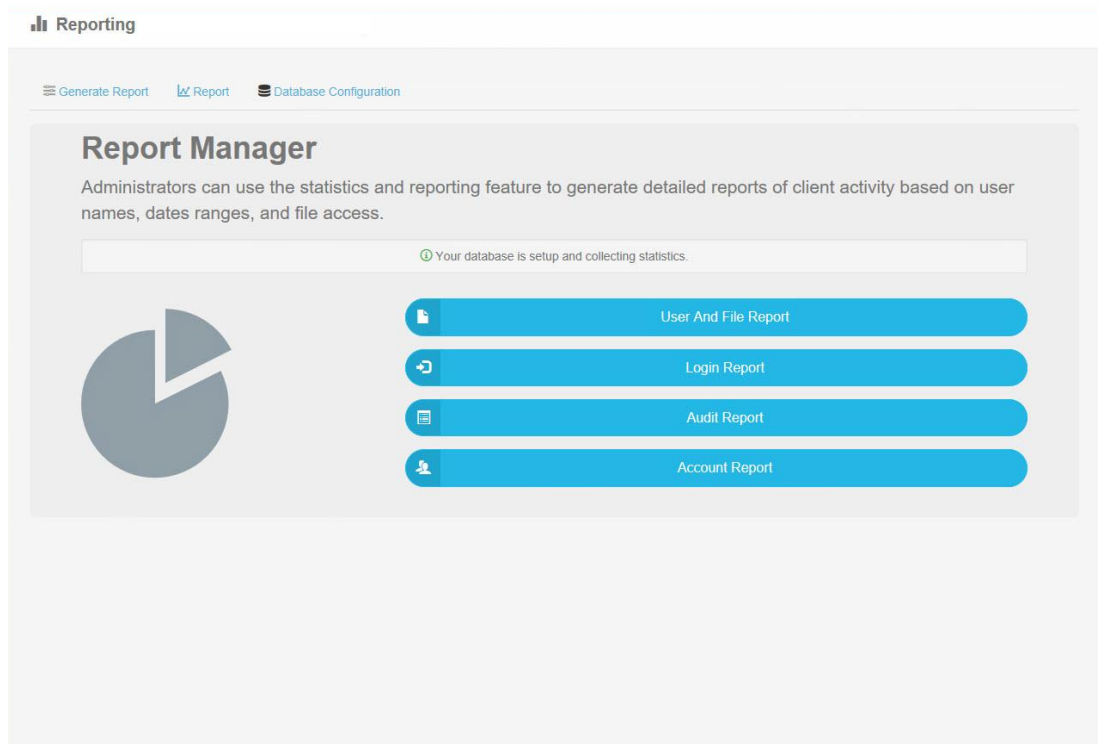 Reporting
Generate Report Report Database Configuration
Report Manager
Administrators can use the statistics and reporting feature to generate detailed reports of client activity based on user
names, dates ranges, and file access.
Your database is setup and collecting statistics.
User And File Report
Login Report
Audit Report
Account Report